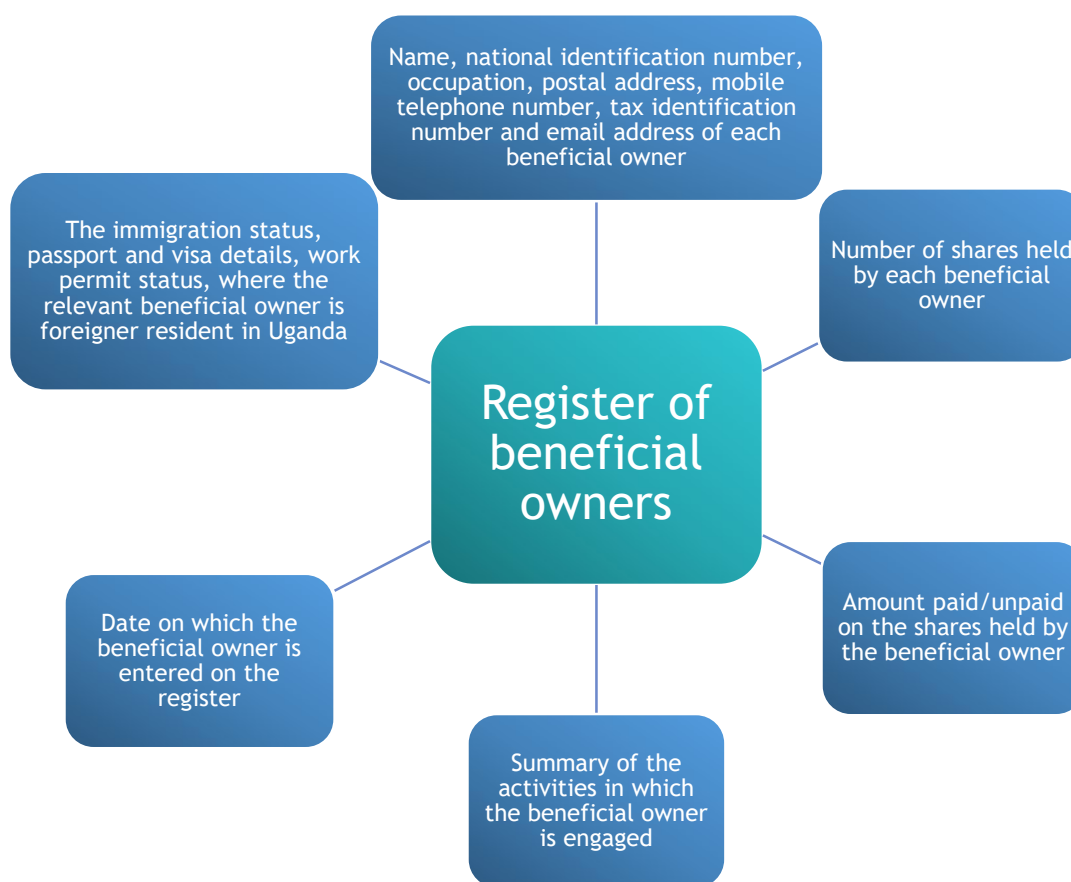 Name, national identification number,
occupation, postal address, mobile
telephone number, tax identification
number and email address of each
beneficial owner
The immigration status,
passport and visa details, work
permit status, where the
relevant beneficial owner is
foreigner resident in Uganda
Number of shares held
by each beneficial
owner
Register of
beneficial
owners
Date on which the
beneficial owner is
entered on the
register
Amount paid/unpaid
on the shares held by
the beneficial owner
Summary of the
activities in which
the beneficial owner
is engaged